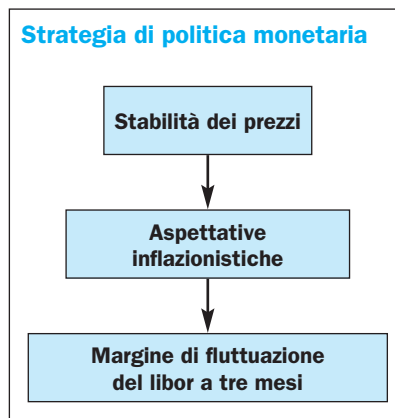 Strategia di politica monetaria
Stabilità dei prezzi
Aspettative
inflazionistiche
Margine di fluttuazione
del libor a tre mesi